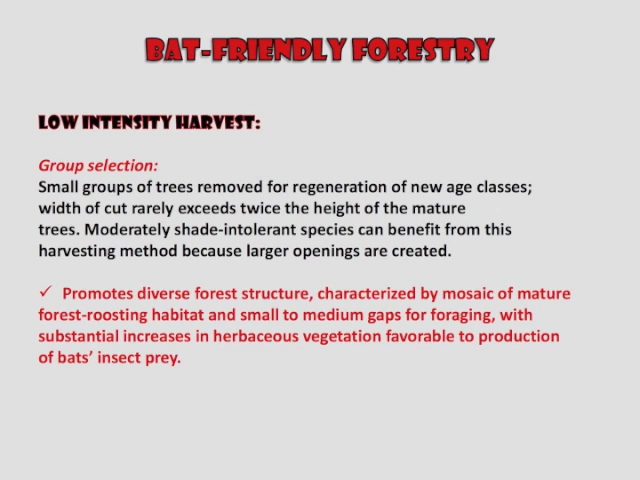 BAT-FRIENDLY FORESTRY
LOW INTENSITY HARVEST:
Group selection:
Small groups of trees removed for regeneration of new age classes;
width of cut rarely exceeds twice the height of the mature
trees. Moderately shade-intolerant species can benefit from this
harvesting method because larger openings are created.
✓ Promotes diverse forest structure, characterized by mosaic of mature
forest-roosting habitat and small to medium gaps for foraging, with
substantial increases in herbaceous vegetation favorable to production
of bats’ insect prey.